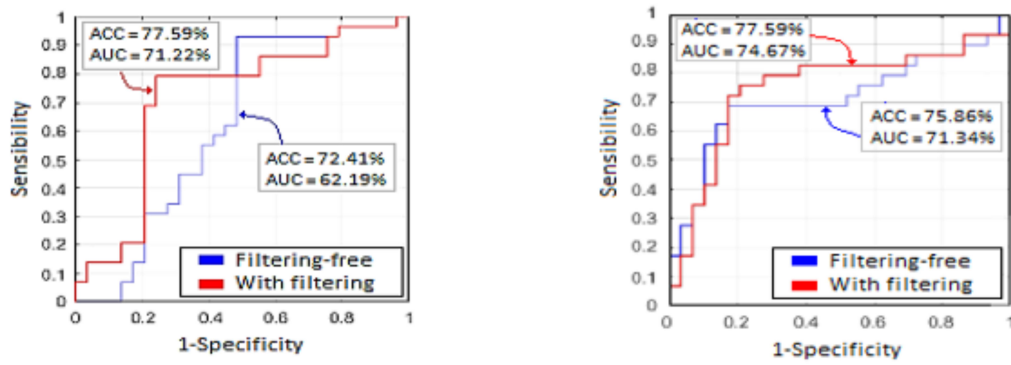 ACC = 77.59%
AUC = 71.22%
ACC = 72.41%
AUC = 62.19%
Filtering-free
With filtering
Sensibility
1
0.9
0.8
0.7
0.6
0.5
0.4
0.3
0.2
0.1
0
0 0.2 0.4 0.6 0.8 1
1-Specificity
ACC = 77.59%
AUC = 74.67%
ACC = 75.86%
AUC = 71.34%
Filtering-free
With filtering
Sensibility
1
0.9
0.8
0.7
0.6
0.5
0.4
0.3
0.2
0.1
0
0 0.2 0.4 0.6 0.8 1
1-Specificity